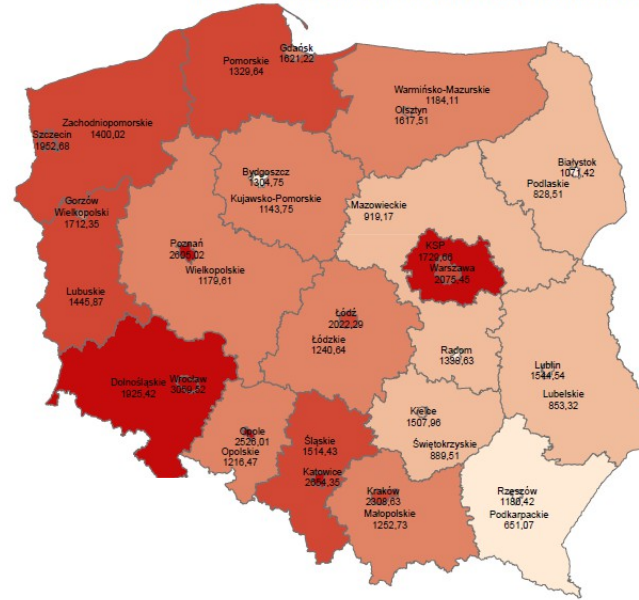 Gdańsk
1621,22
Pomorskie
1329,64
Warmińsko-Mazurskie
1184,11
Olsztyn
1617,51
Zachodniopomorskie
1400,02
Szczecin
1952,68
Białystok
1071,42
Podlaskie
828,51
Bydgoszcz
1304,75
Kujawsko-Pomorskie
1143,75
Gorzów
Wielkopolski
1712,35
Mazowieckie
919,17
Poznań
2605,02
Wielkopolskie
1179,61
KSP
1729,66
Warszawa
2075,45
Lubuskie
1445,87
Łódź
2022,29
Łódzkie
1240,64
Radom
1399,63
Lublin
1544,54
Lubelskie
853,32
Dolnośląskie
1925,42
Wrocław
3059,52
Kielce
1507,96
Świętokrzyskie
889,51
Opole
2526,01
Opolskie
1216,47
Śląskie
1514,43
Katowice
2664,35
Kraków
2308,63
Małopolskie
1252,73
Rzeszów
1186,42
Podkarpackie
651,07